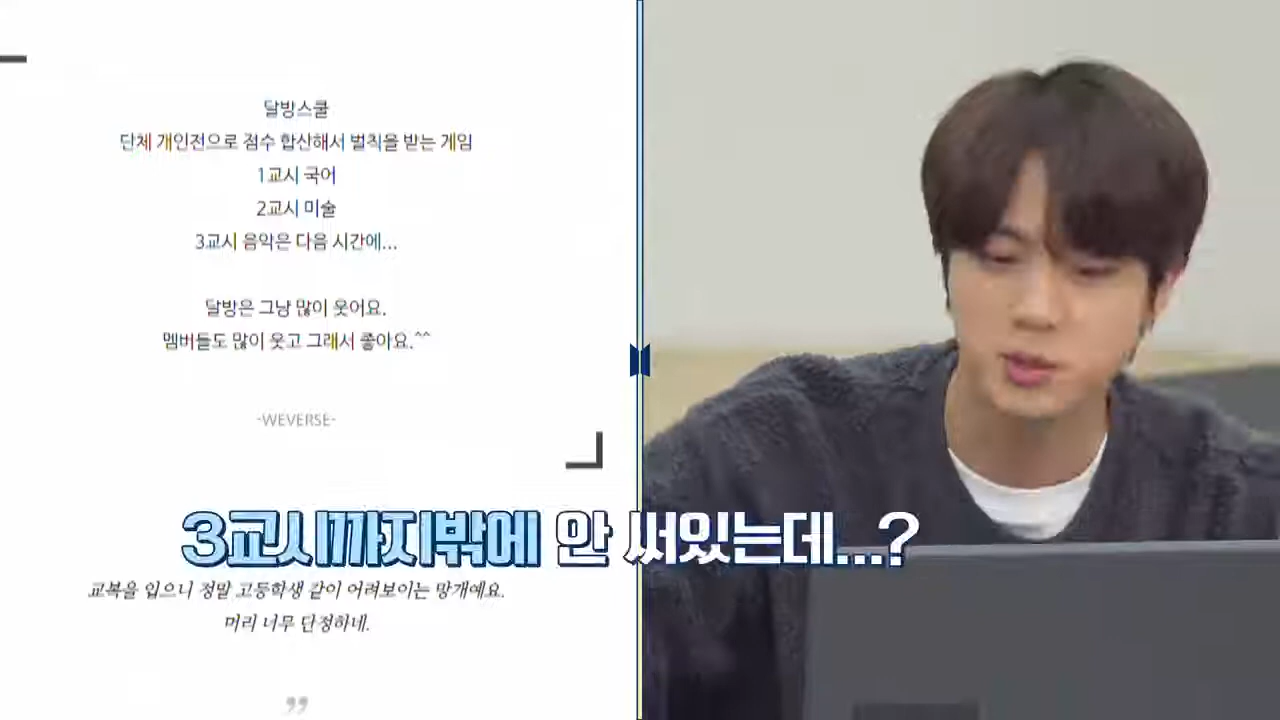 달방스쿨
단체 개인전으로 점수 합산해서 벌칙을 받는 게임
1교시 국어
2교시 미술
3교시 음악은 다음 시간에...
달방은 그냥 많이 웃어요.
멤버들도 많이 웃고 그래서 좋아요.^^
-WEVERSE-
3교시까지밖에 안 써있는데...?
교복을 입으니 정말 고등학생 같이 어려보이는 망개예요.
머리 너무 단정하네.
”